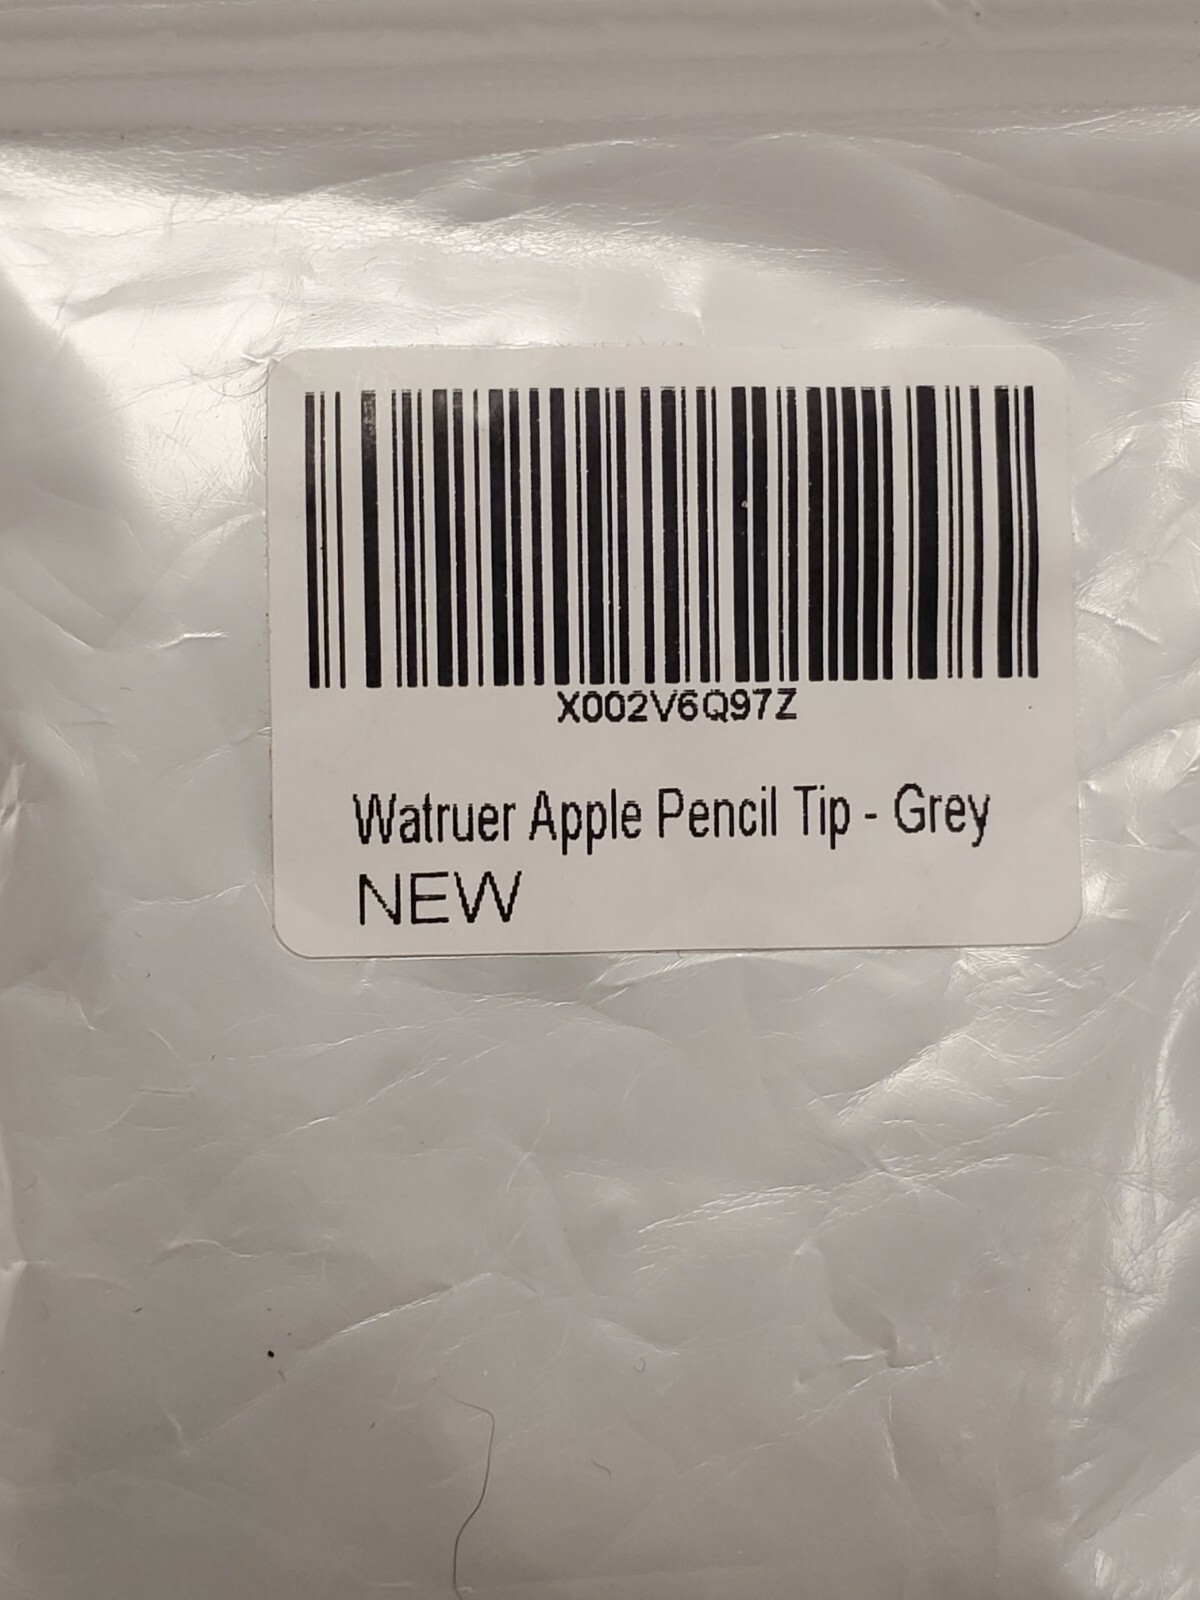 X002V6Q97Z
Watruer Apple Pencil Tip - Grey
NEW